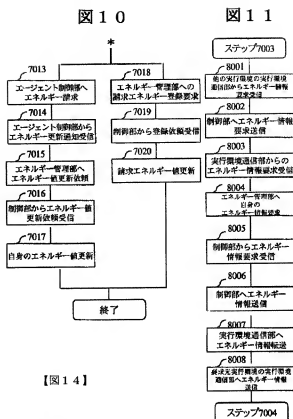 図10
*
7013
エージェント制御部へ
エネルギー請求
7014
エージェント制御部から
エネルギー更新通知受信
7015
エネルギー管理部へ
エネルギー値更新依頼
7016
制御部からエネルギー値
更新依頼受信
7017
自身のエネルギー値更新
7018
エネルギー管理部への
請求エネルギー登録要求
7019
制御部から登録依頼受信
7020
請求エネルギー値更新
終了
【図14】
図11
ステップ7003
8001
他の実行環境の実行環境
通信部からエネルギー情報
要求受信
8002
制御部へエネルギー情報
要求送信
8003
実行環境通信部からの
エネルギー情報要求受信
8004
エネルギー管理部へ
自身の
エネルギー情報要求
8005
制御部からエネルギー
情報要求受信
8006
制御部へエネルギー
情報送信
8007
実行環境通信部へ
エネルギー情報転送
8008
要求元実行環境の実行環境
通信部へエネルギー情報
送信
ステップ7004